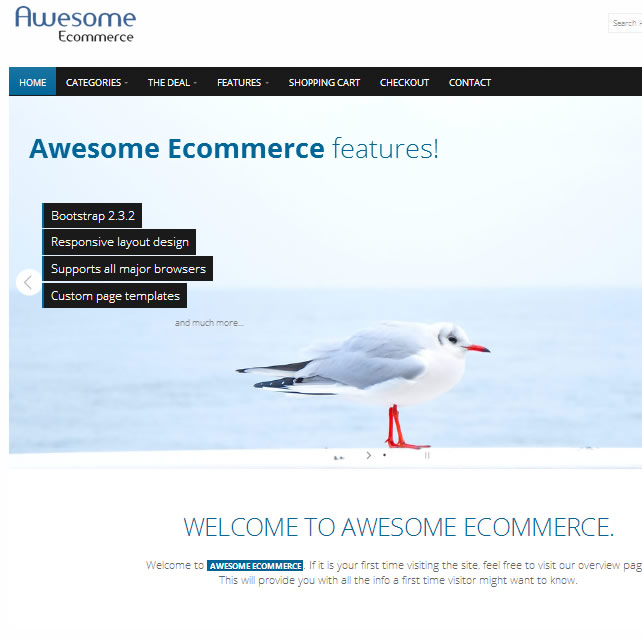 Awesome
Ecommerce
Search
HOME CATEGORIES THE DEAL FEATURES SHOPPING CART CHECKOUT CONTACT
Awesome Ecommerce features!
Bootstrap 2.3.2
Responsive layout design
Supports all major browsers
Custom page templates
and much more...
WELCOME TO AWESOME ECOMMERCE.
Welcome to AWESOME ECOMMERCE. If it is your first time visiting the site, feel free to visit our overview pag
This will provide you with all the info a first time visitor might want to know.